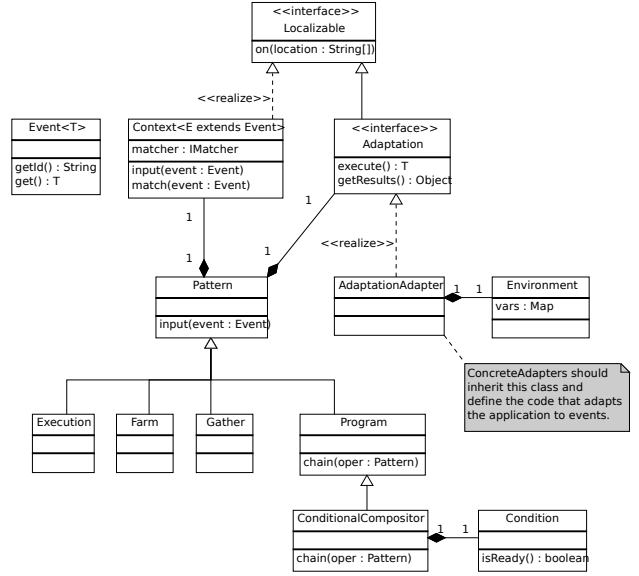 <<interface>>
Localizable
on(location : String[])
<<realize>>
Event<T>
getId() : String
get() : T
Context<E extends Event>
matcher : IMatcher
input(event : Event)
match(event : Event)
<<interface>>
Adaptation
execute() : T
getResults() : Object
1
1
1
1
<<realize>>
Pattern
input(event : Event)
AdaptationAdapter
1
1
Environment
vars : Map
ConcreteAdapters should
inherit this class and
define the code that adapts
the application to events.
Execution
Farm
Gather
Program
chain(oper : Pattern)
ConditionalCompositor
chain(oper : Pattern)
1
1
Condition
isReady() : boolean